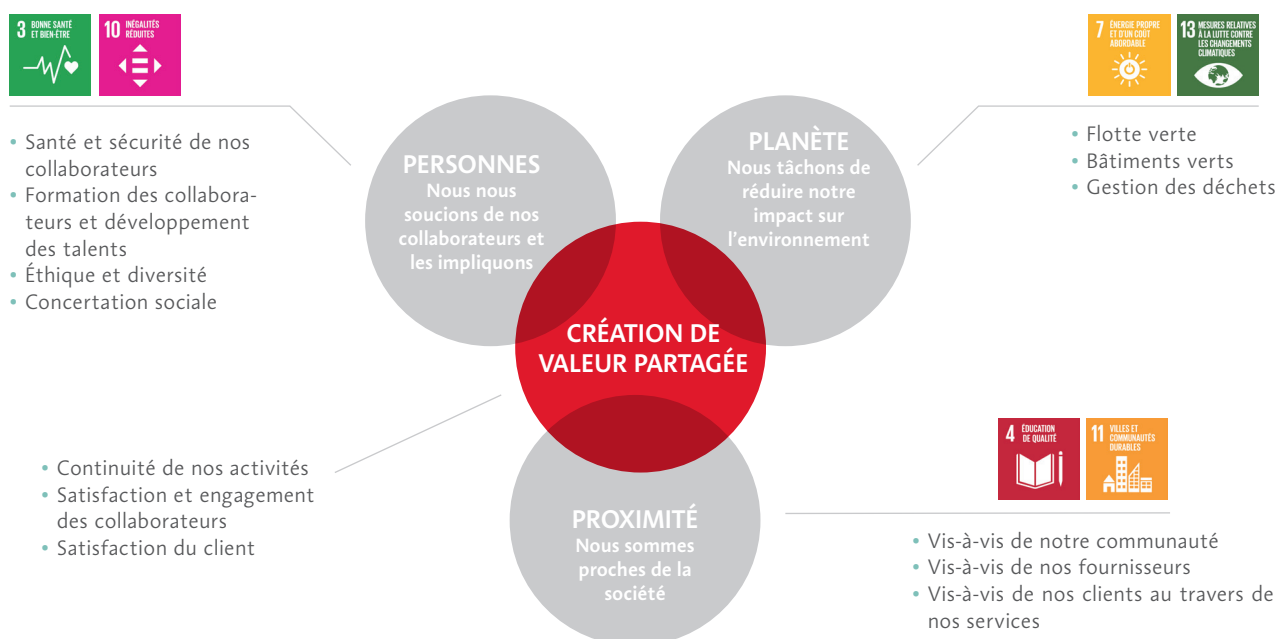 3 BONNE SANTÉ
ET BIEN-ÊTRE
10 INÉGALITÉS
RÉDUITES
• Santé et sécurité de nos
collaborateurs
• Formation des collabora-
teurs et développement
des talents
• Éthique et diversité
• Concertation sociale
PERSONNES
Nous nous
soucions de nos
collaborateurs et
les impliquons
PLANÈTE
Nous tâchons de
réduire notre
impact sur
l'environnement
7 ÉNERGIE PROPRE
ET D'UN COÛT
ABORDABLE
13 MESURES RELATIVES
À LA LUTTE CONTRE
LES CHANGEMENTS
CLIMATIQUES
• Flotte verte
• Bâtiments verts
• Gestion des déchets
CRÉATION DE
VALEUR PARTAGÉE
• Continuité de nos activités
• Satisfaction et engagement
des collaborateurs
• Satisfaction du client
PROXIMITÉ
Nous sommes
proches de la
société
4 ÉDUCATION
DE QUALITÉ
11 VILLES ET
COMMUNAUTÉS
DURABLES
• Vis-à-vis de notre communauté
• Vis-à-vis de nos fournisseurs
• Vis-à-vis de nos clients au travers de
nos services